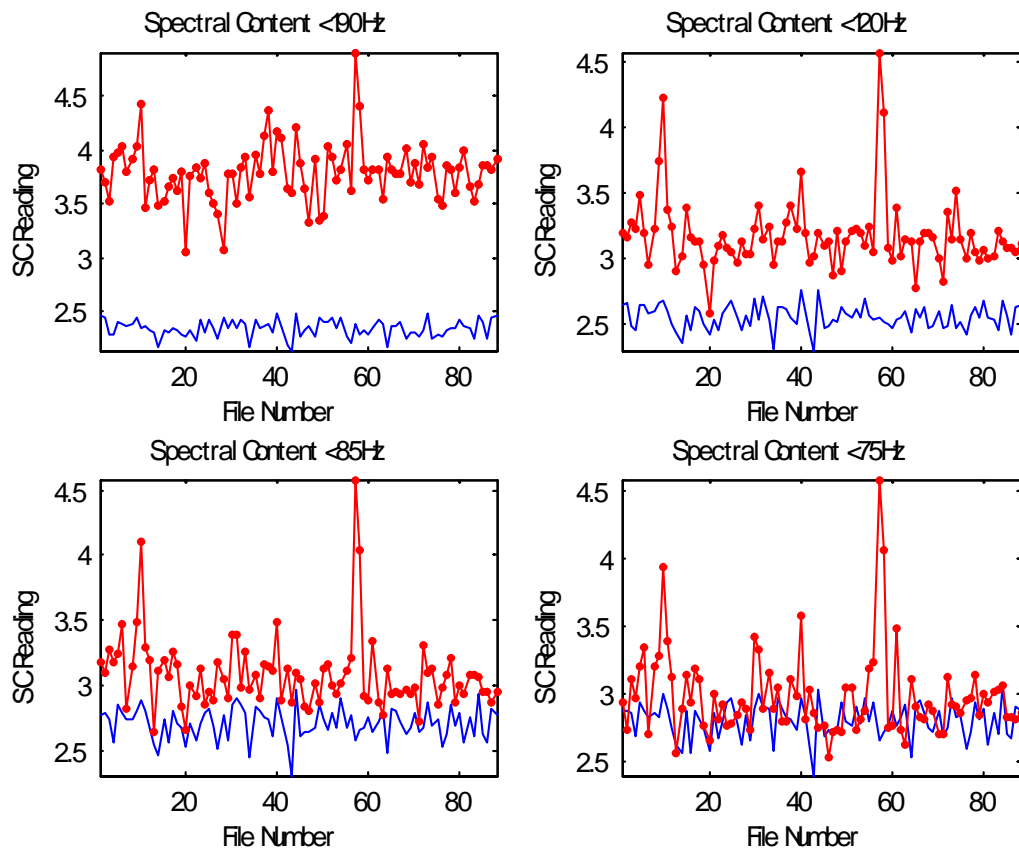 Spectral Content <190Hz
4.5
4
3.5
3
2.5
SC Reading
20 40 60 80
File Number
Spectral Content <120Hz
4.5
4
3.5
3
2.5
SC Reading
20 40 60 80
File Number
Spectral Content <85Hz
4.5
4
3.5
3
2.5
SC Reading
20 40 60 80
File Number
Spectral Content <75Hz
4.5
4
3.5
3
2.5
SC Reading
20 40 60 80
File Number